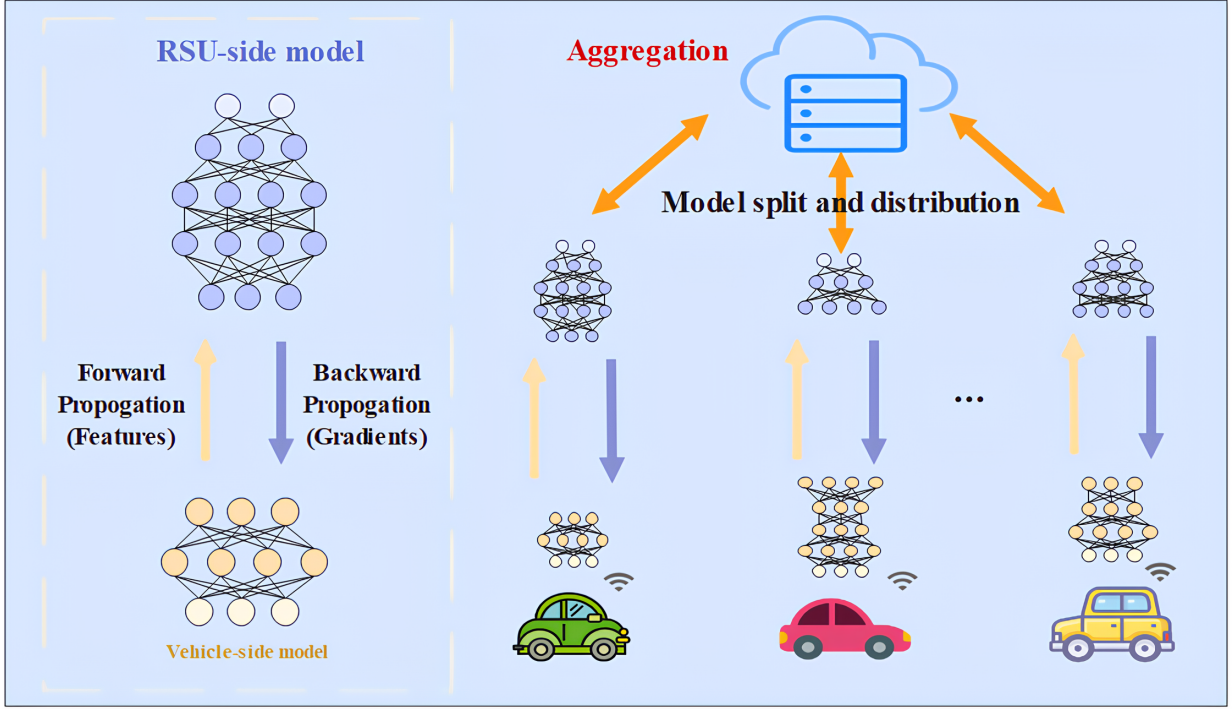 RSU-side model
Aggregation
Model split and distribution
Forward
Propogation
(Features)
Backward
Propogation
(Gradients)
...
Vehicle-side model